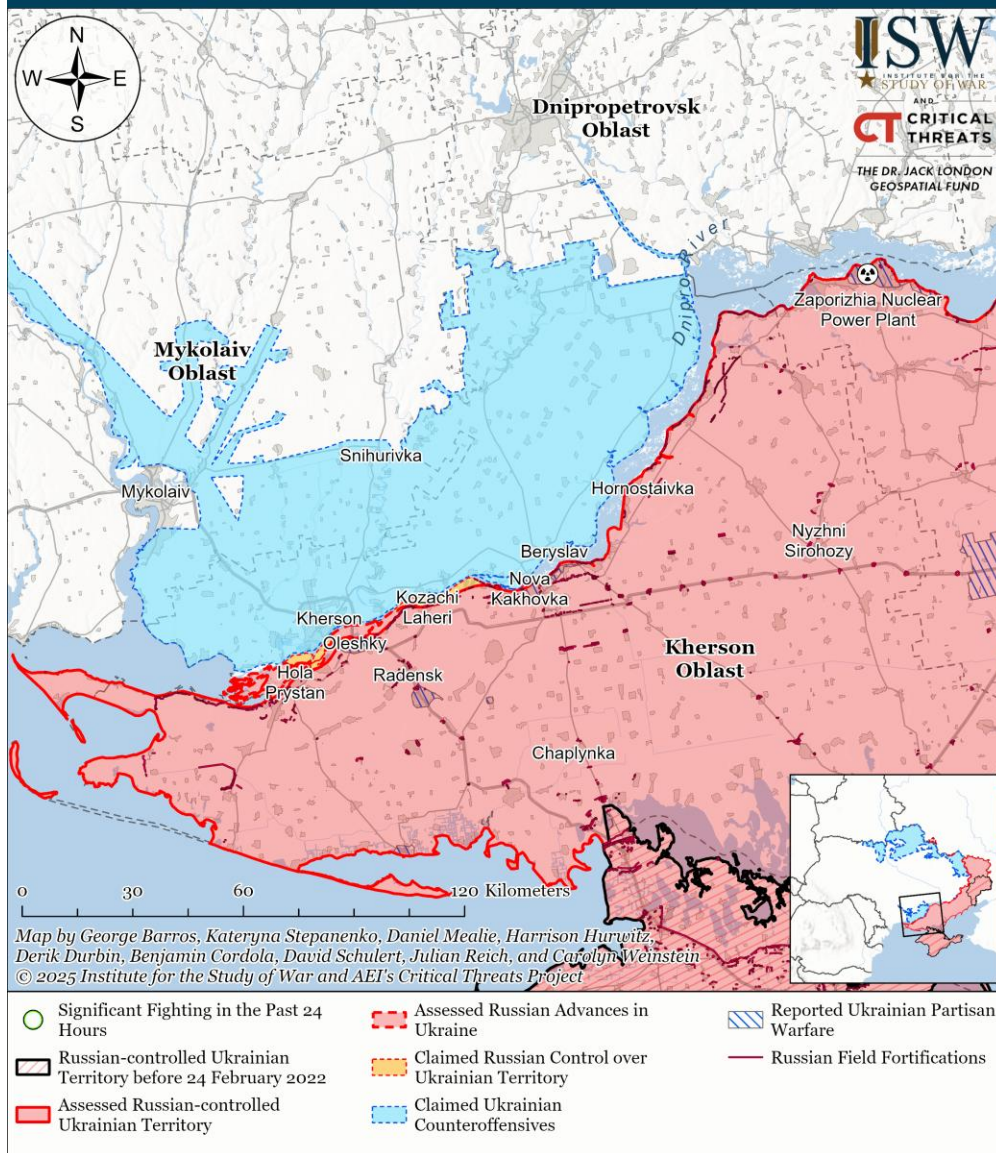 N
W E
S
ISW
INSTITUTE FOR THE
STUDY OF WAR
AND
CT CRITICAL
THREATS
THE DR. JACK LONDON
GEOSPATIAL FUND
Dnipropetrovsk
Oblast
Dnipro River
Zaporizhia Nuclear
Power Plant
Mykolaiv
Oblast
Snihurivka
Mykolaiv
Hornostaivka
Nyzhni
Sirohozy
Beryslav
Nova
Kakhovka
Kozachi
Laheri
Kherson
Oleshky
Kherson
Oblast
Hola
Prystan
Radensk
Chaplynka
0 30 60 120 Kilometers
Map by George Barros, Kateryna Stepanenko, Daniel Mealie, Harrison Hurwitz,
Derik Durbin, Benjamin Cordola, David Schulert, Julian Reich, and Carolyn Weinstein
© 2025 Institute for the Study of War and AEI's Critical Threats Project
Significant Fighting in the Past 24
Hours
Russian-controlled Ukrainian
Territory before 24 February 2022
Assessed Russian-controlled
Ukrainian Territory
Assessed Russian Advances in
Ukraine
Claimed Russian Control over
Ukrainian Territory
Claimed Ukrainian
Counteroffensives
Reported Ukrainian Partisan
Warfare
Russian Field Fortifications